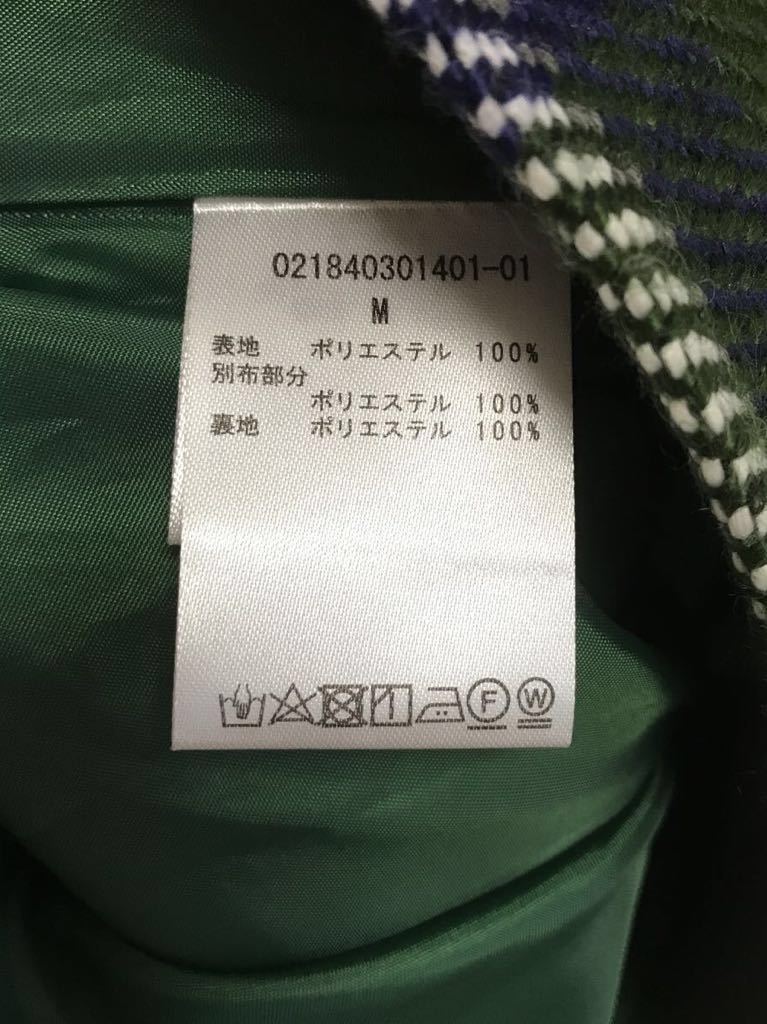 021840301401-01
M
表地 ポリエステル 100%
別布部分
ポリエステル 100%
裏地 ポリエステル 100%
F W